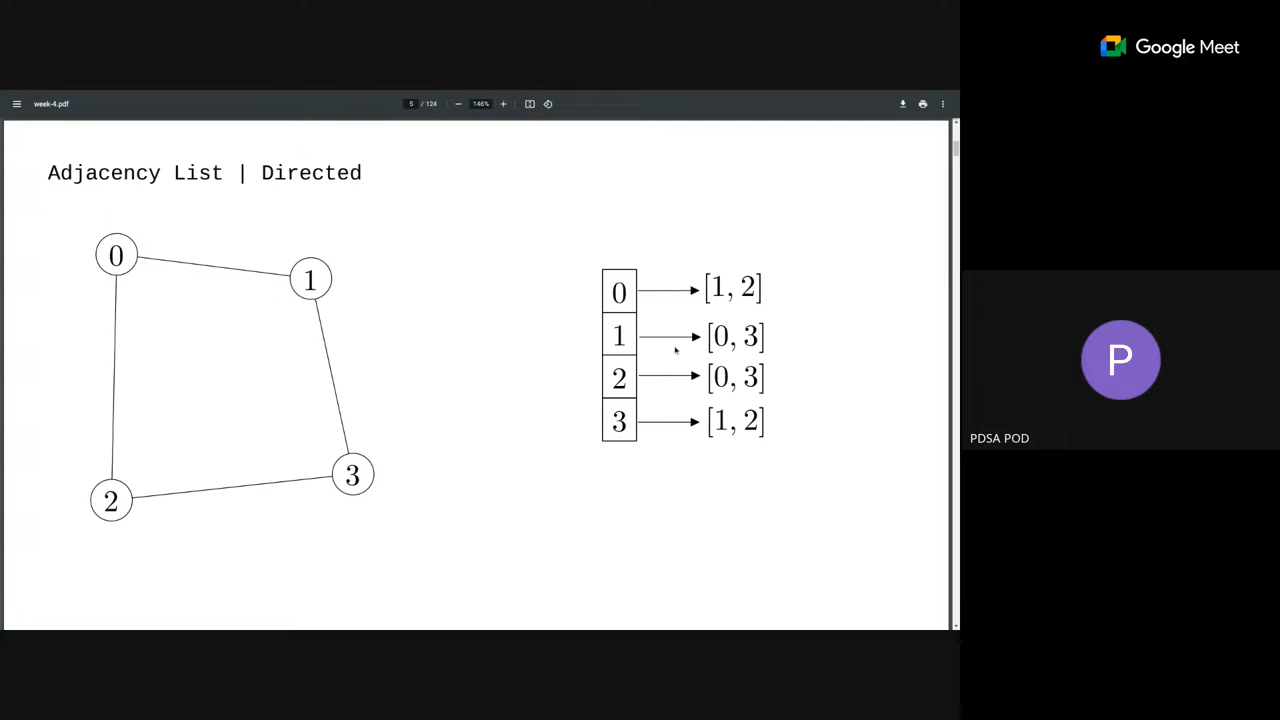 Google Meet
week-4.pdf
5 / 124
146%
Adjacency List | Directed
0
1
2
3
0 [1, 2]
1 [0, 3]
2 [0, 3]
3 [1, 2]
P
PDSA POD